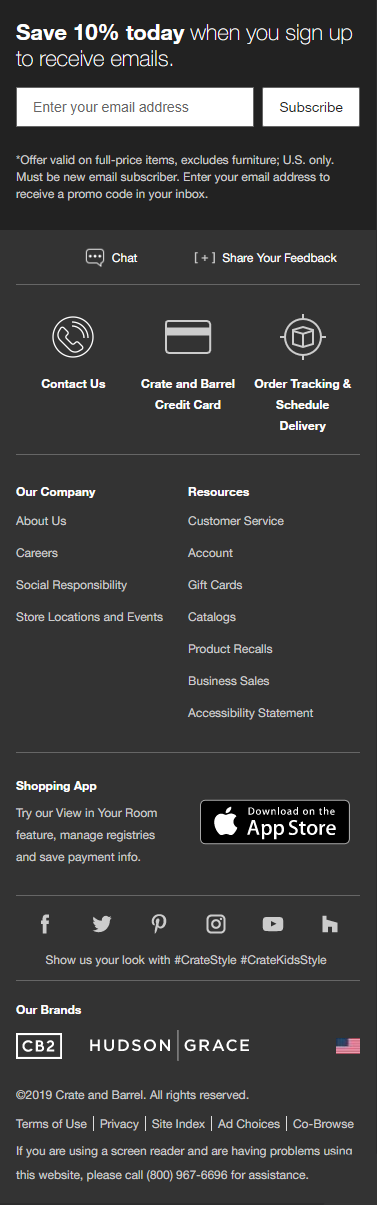 Save 10% today when you sign up
to receive emails.
Enter your email address
Subscribe
*Offer valid on full-price items, excludes furniture; U.S. only.
Must be new email subscriber. Enter your email address to
receive a promo code in your inbox.
Chat
[+] Share Your Feedback
Contact Us
Crate and Barrel
Credit Card
Order Tracking &
Schedule
Delivery
Our Company
About Us
Careers
Social Responsibility
Store Locations and Events
Resources
Customer Service
Account
Gift Cards
Catalogs
Product Recalls
Business Sales
Accessibility Statement
Shopping App
Try our View in Your Room
feature, manage registries
and save payment info.
Download on the
App Store
Show us your look with #CrateStyle #CrateKidsStyle
Our Brands
CB2
HUDSON | GRACE
©2019 Crate and Barrel. All rights reserved.
Terms of Use | Privacy | Site Index | Ad Choices | Co-Browse
If you are using a screen reader and are having problems using
this website, please call (800) 967-6696 for assistance.